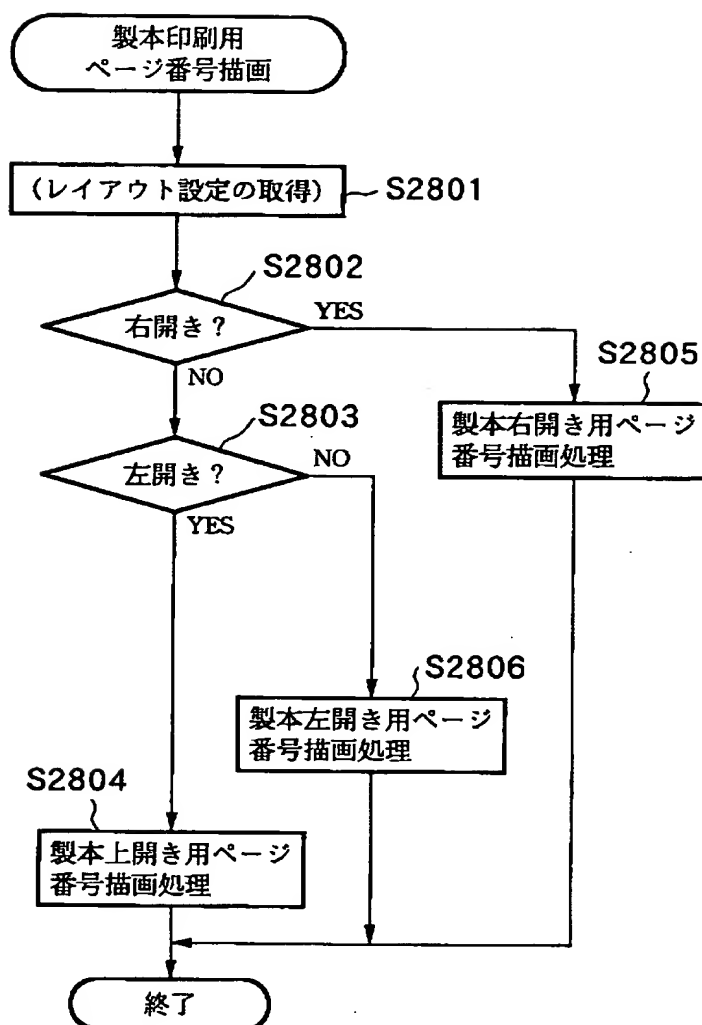 製本印刷用
ページ番号描画
(レイアウト設定の取得)
S2801
S2802
右開き?
YES
NO
S2805
製本右開き用ページ
番号描画処理
S2803
左開き?
NO
YES
S2806
製本左開き用ページ
番号描画処理
S2804
製本上開き用ページ
番号描画処理
終了